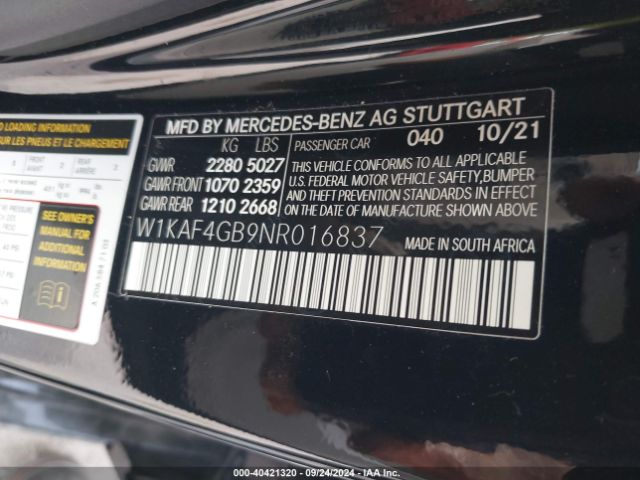 D LOADING INFORMATION
SUR LES PNEUS ET LE CHARGEMENT
SEE OWNER'S
MANUAL FOR
ADDITIONAL
INFORMATION
MFD BY MERCEDES-BENZ AG STUTTGART
KG LBS PASSENGER CAR 040 10/21
GVWR 2280 5027
GAWR FRONT 1070 2359
GAWR REAR 1210 2668
THIS VEHICLE CONFORMS TO ALL APPLICABLE
U.S. FEDERAL MOTOR VEHICLE SAFETY, BUMPER
AND THEFT PREVENTION STANDARDS IN EFFECT
ON THE DATE OF MANUFACTURE SHOWN ABOVE
W1KAF4GB9NR016837 MADE IN SOUTH AFRICA
000-40421320 | 09/24/2024 | IAA Inc.